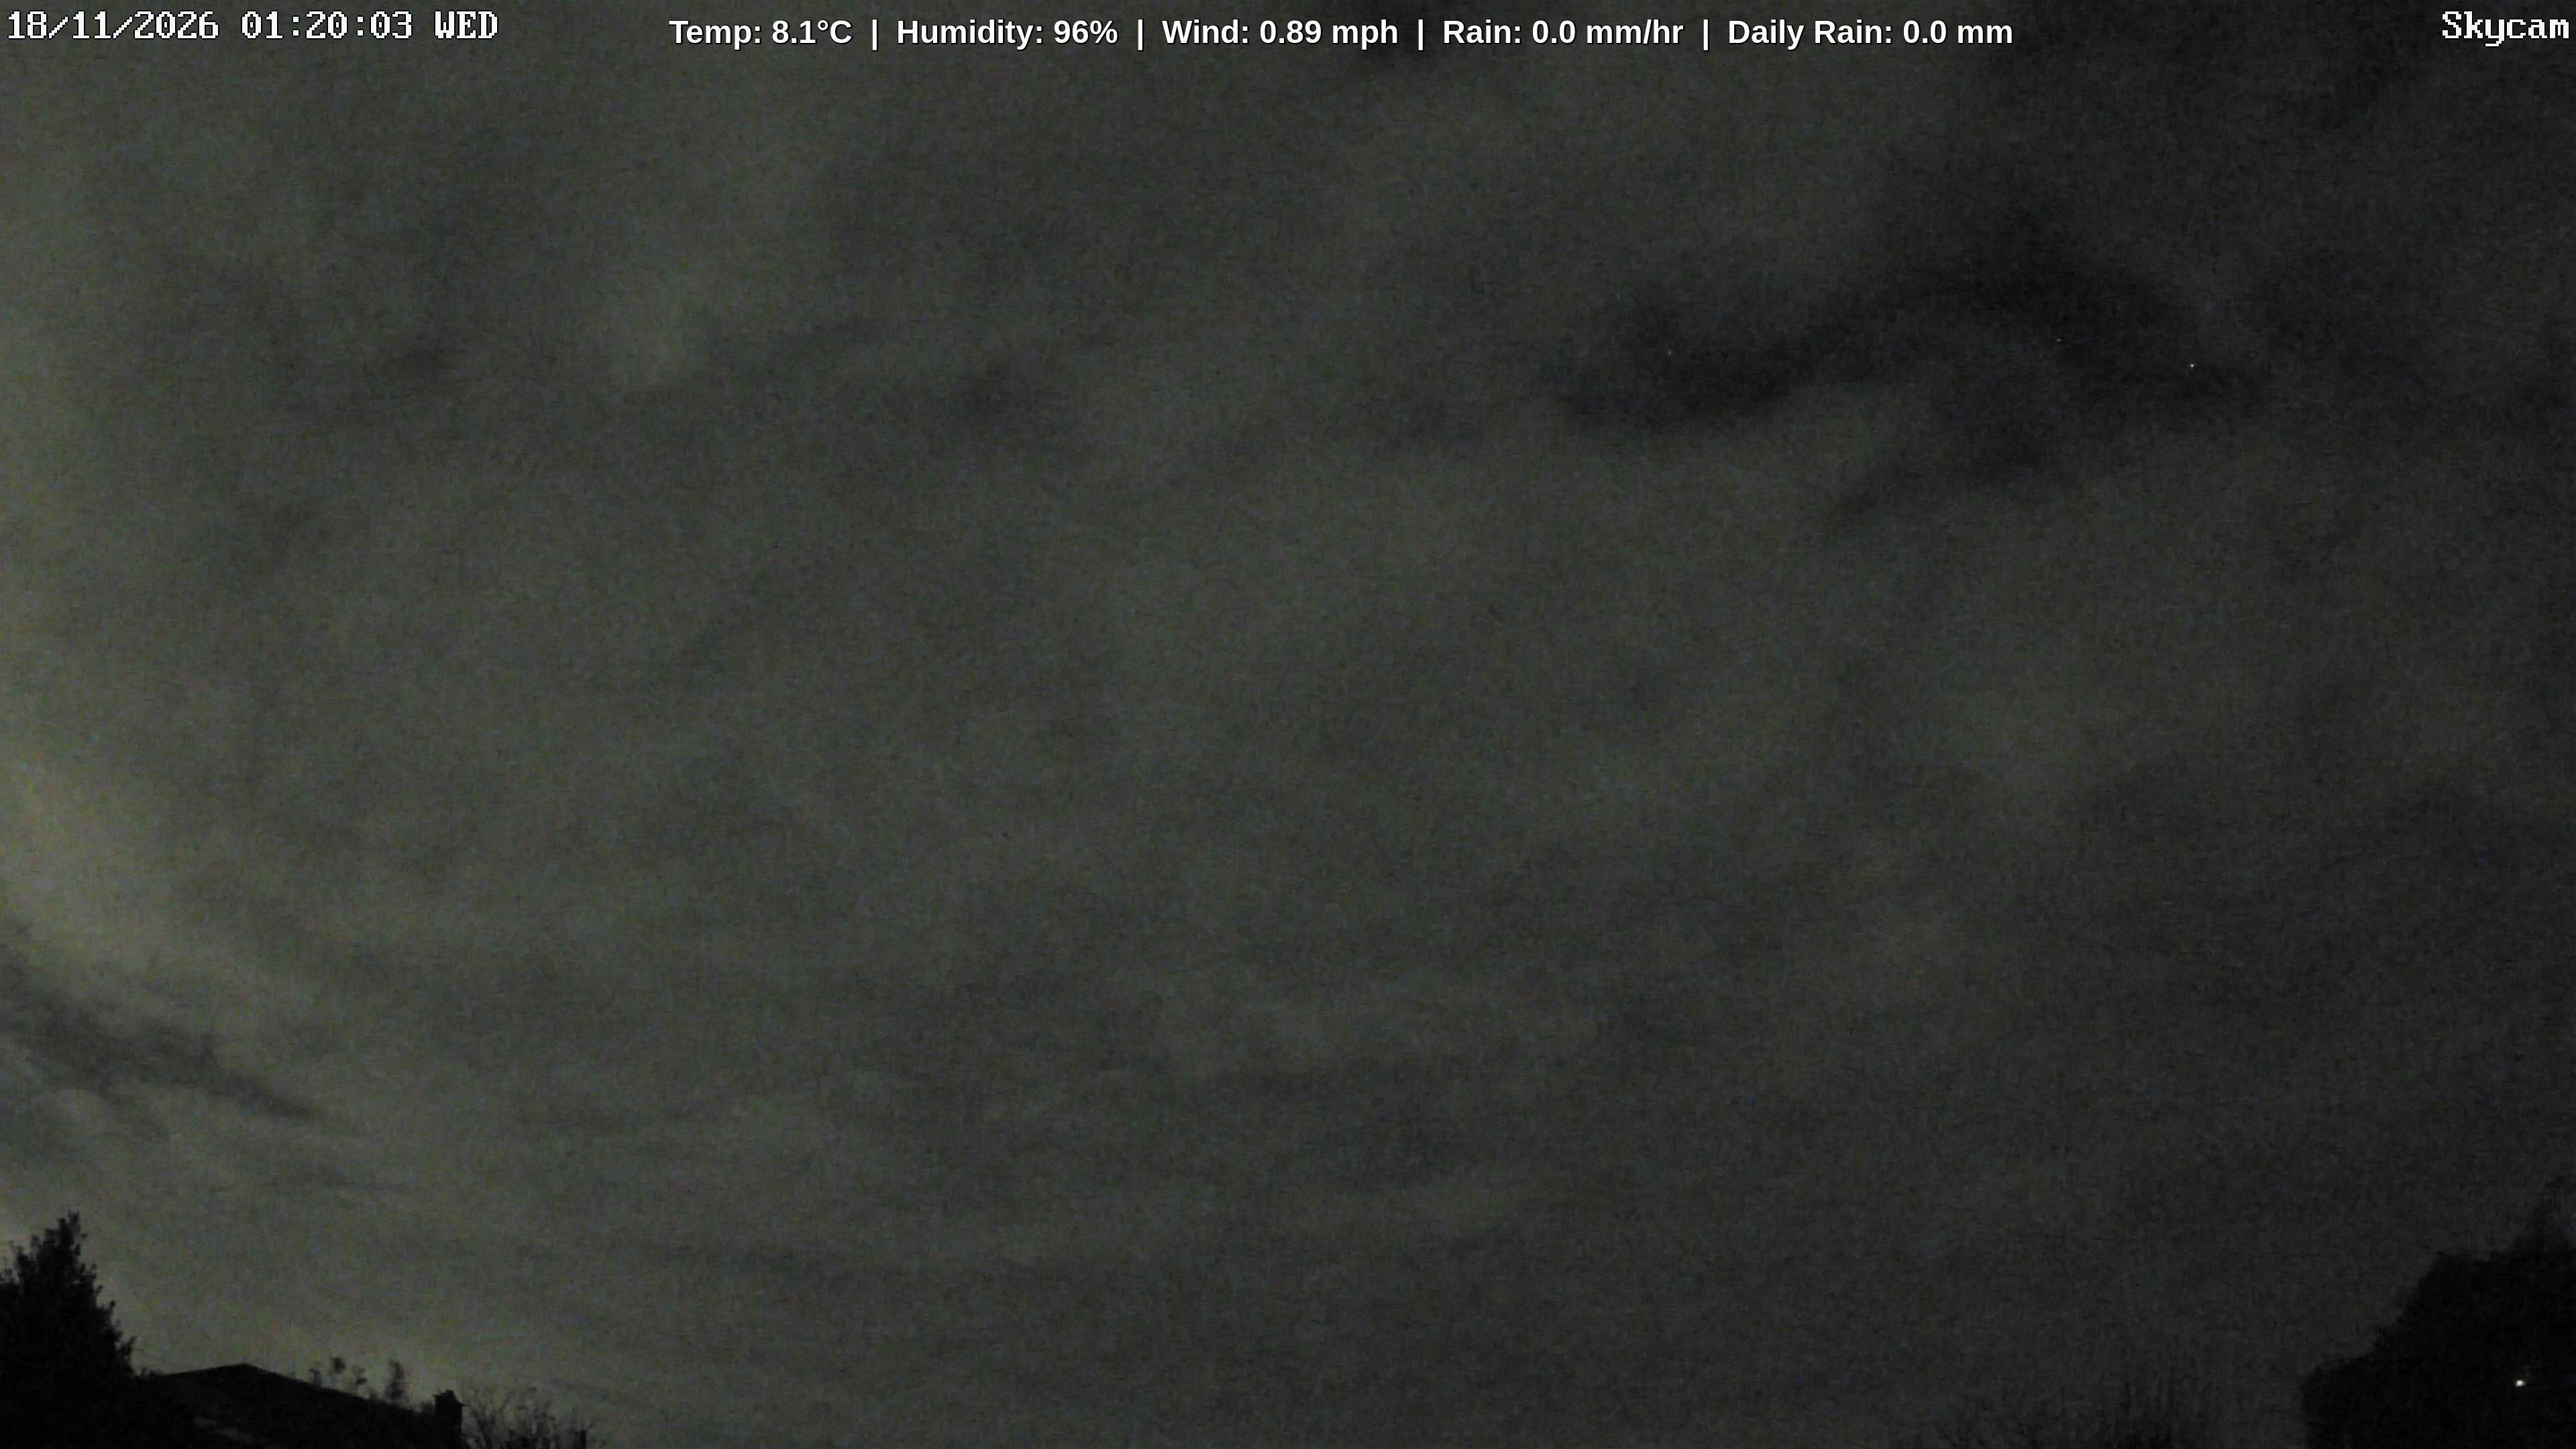 18/11/2026 01:20:03 WED
Temp: 8.1°C | Humidity: 96% | Wind: 0.89 mph | Rain: 0.0 mm/hr | Daily Rain: 0.0 mm
Skycam